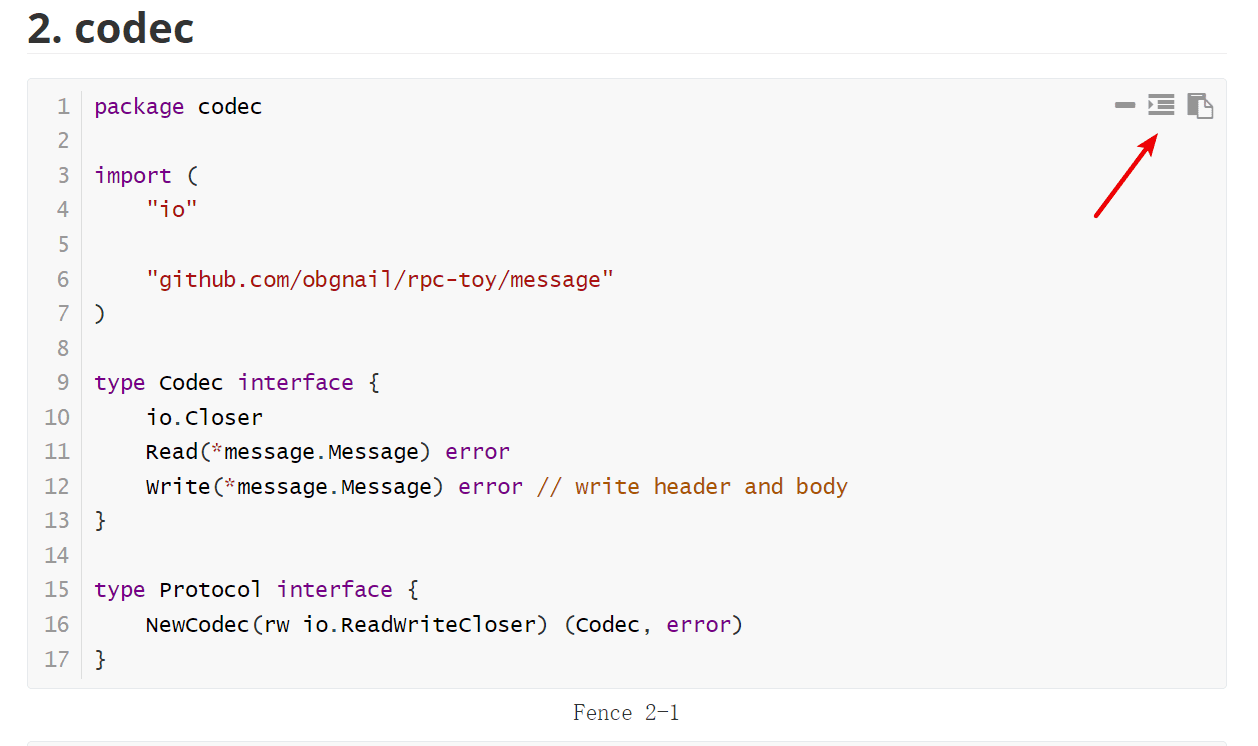 2. codec
1 package codec
2
3 import (
4     "io"
5
6     "github.com/obgnail/rpc-toy/message"
7 )
8
9 type Codec interface {
10     io.Closer
11     Read(*message.Message) error
12     Write(*message.Message) error // write header and body
13 }
14
15 type Protocol interface {
16     NewCodec(rw io.ReadWriteCloser) (Codec, error)
17 }
Fence 2-1